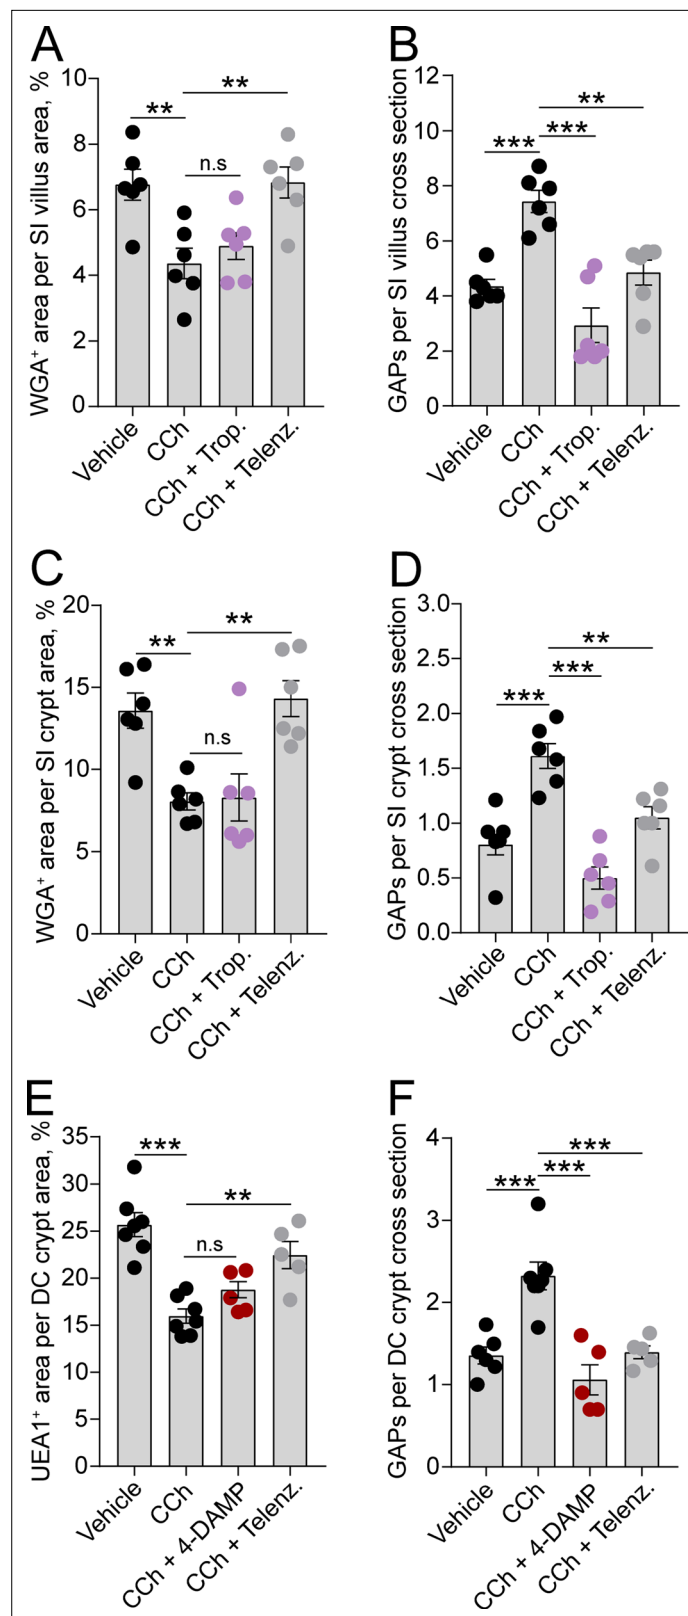 A
WGA⁺ area per SI villus area, %
10
8
6
4
2
0
**
**
n.s
Vehicle
CCh
CCh + Trop.
CCh + Telenz.
B
GAPs per SI villus cross section
12
10
8
6
4
2
0
**
***
***
Vehicle
CCh
CCh + Trop.
CCh + Telenz.
C
WGA⁺ area per SI crypt area, %
20
15
10
5
0
**
**
n.s
Vehicle
CCh
CCh + Trop.
CCh + Telenz.
D
GAPs per SI crypt cross section
3.0
2.5
2.0
1.5
1.0
0.5
0.0
**
***
***
Vehicle
CCh
CCh + Trop.
CCh + Telenz.
E
UEA1⁺ area per DC crypt area, %
35
30
25
20
15
10
5
0
***
**
n.s
Vehicle
CCh
CCh + 4-DAMP
CCh + Telenz.
F
GAPs per DC crypt cross section
4
3
2
1
0
***
***
***
Vehicle
CCh
CCh + 4-DAMP
CCh + Telenz.